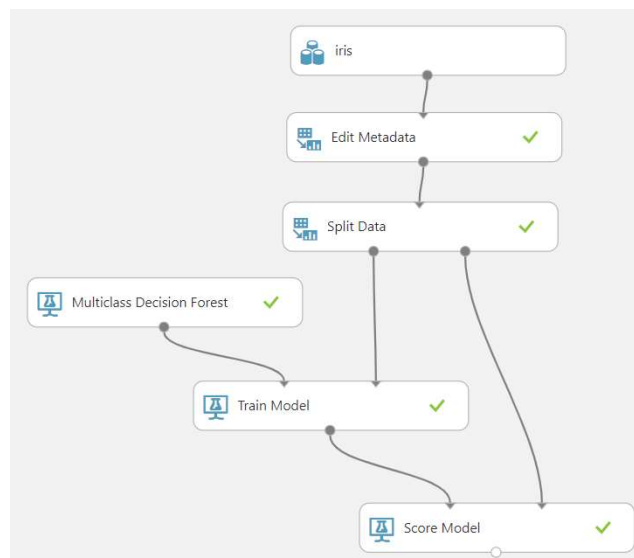 iris
Edit Metadata
Split Data
Multiclass Decision Forest
Train Model
Score Model